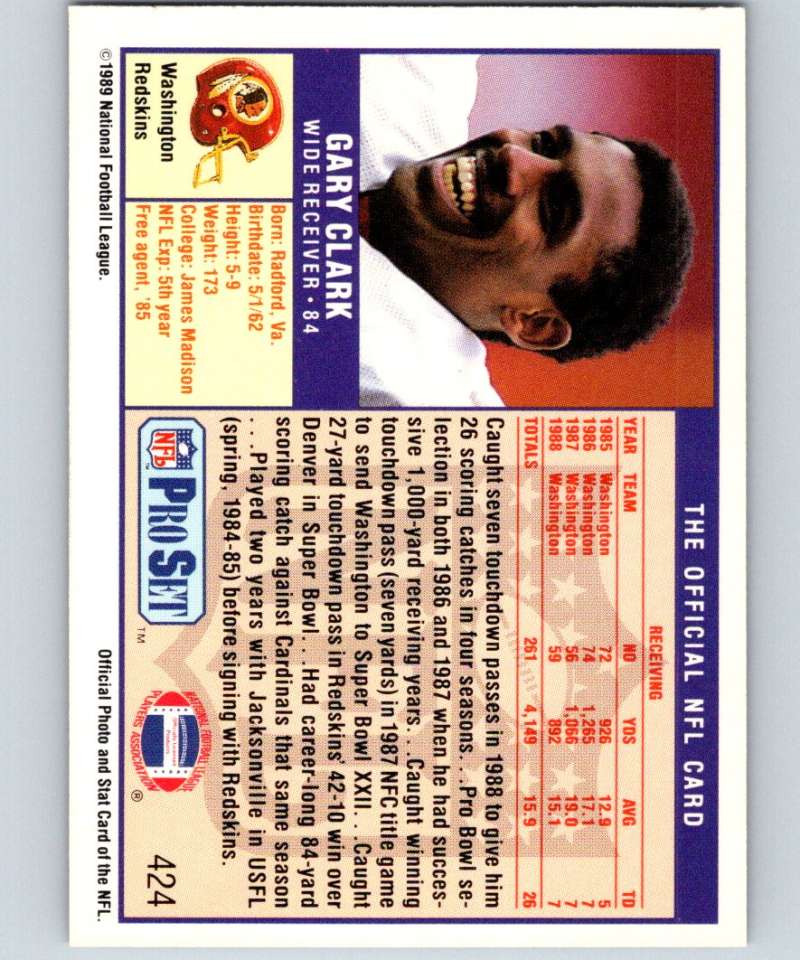 THE OFFICIAL NFL CARD
GARY CLARK
WIDE RECEIVER • 84
Washington
Redskins
Born: Radford, Va.
Birthdate: 5/1/62
Height: 5-9
Weight: 173
College: James Madison
NFL Exp: 5th year
Free agent, '85
RECEIVING
YEAR TEAM NO YDS AVG TD
1985 Washington 72 926 12.9 5
1986 Washington 74 1,265 17.1 7
1987 Washington 56 1,066 19.0 7
1988 Washington 59 892 15.1 7
TOTALS 261 4,149 15.9 26
Caught seven touchdown passes in 1988 to give him
26 scoring catches in four seasons...Pro Bowl se-
lection in both 1986 and 1987 when he had succes-
sive 1,000-yard receiving years...Caught winning
touchdown pass (seven yards) in 1987 NFC title game
to send Washington to Super Bowl XXII...Caught
27-yard touchdown pass in Redskins' 42-10 win over
Denver in Super Bowl...Had career-long 84-yard
scoring catch against Cardinals that same season
...Played two years with Jacksonville in USFL
(spring, 1984-85) before signing with Redskins.
NFL PRO SET TM
NATIONAL FOOTBALL LEAGUE
PLAYERS ASSOCIATION ®
424
© 1989 National Football League.
Official Photo and Stat Card of the NFL.